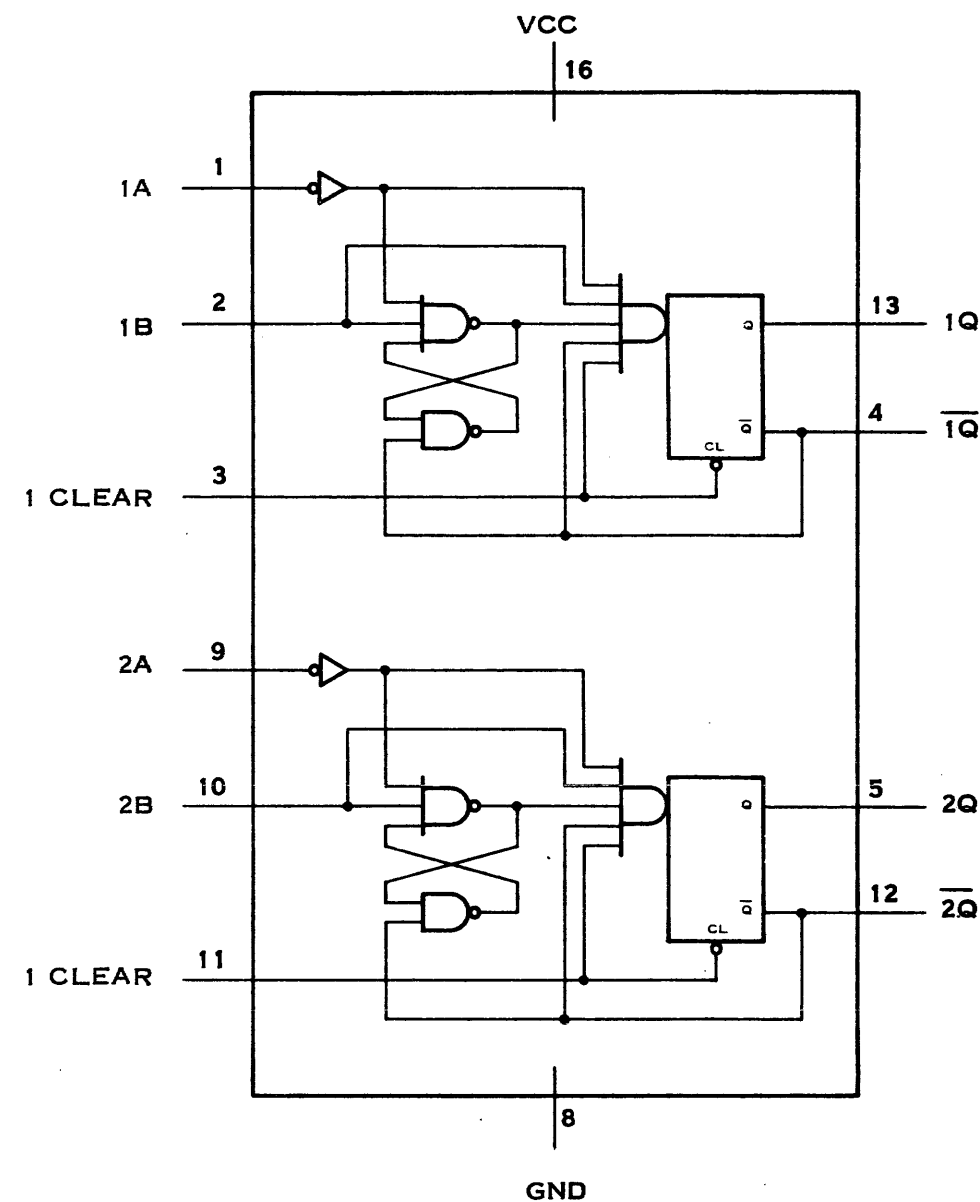 VCC
16
1A 1
1B 2
Q 13 1Q
Q̅ 4 1Q̅
CL
1 CLEAR 3
2A 9
2B 10
Q 5 2Q
Q̅ 12 2Q̅
CL
1 CLEAR 11
8
GND